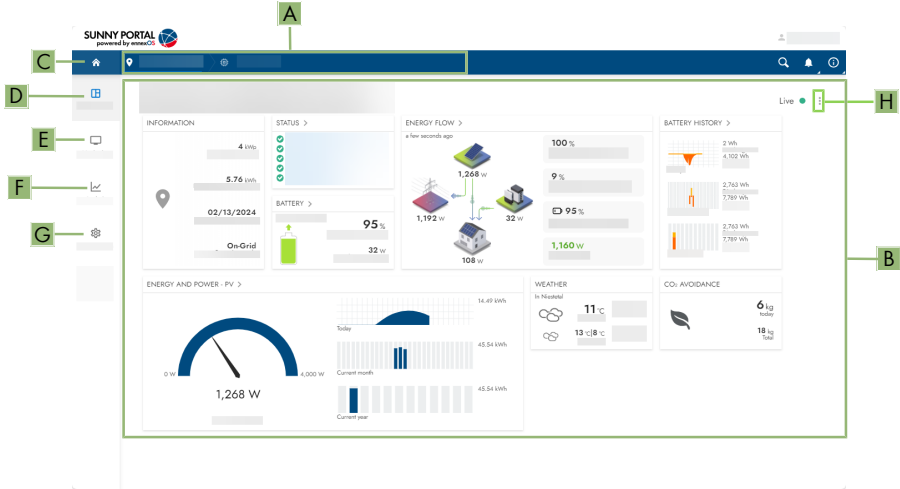 A
SUNNY PORTAL
powered by ennexOS
C
D
E
F
G
H
B
Live
INFORMATION
4 kWp
5.76 kWh
02/13/2024
On-Grid
STATUS >
BATTERY >
95 %
32 W
ENERGY FLOW >
a few seconds ago
1,268 W
1,192 W
32 W
108 W
100 %
9 %
95 %
1,160 W
BATTERY HISTORY >
2 Wh
4,102 Wh
2,763 Wh
7,789 Wh
2,763 Wh
7,789 Wh
ENERGY AND POWER - PV >
0 W
4,000 W
1,268 W
14.49 kWh
Today
45.54 kWh
Current month
45.54 kWh
Current year
WEATHER
In Niestetal
11 °C
13 °C|8 °C
CO₂ AVOIDANCE
6 kg
today
18 kg
Total